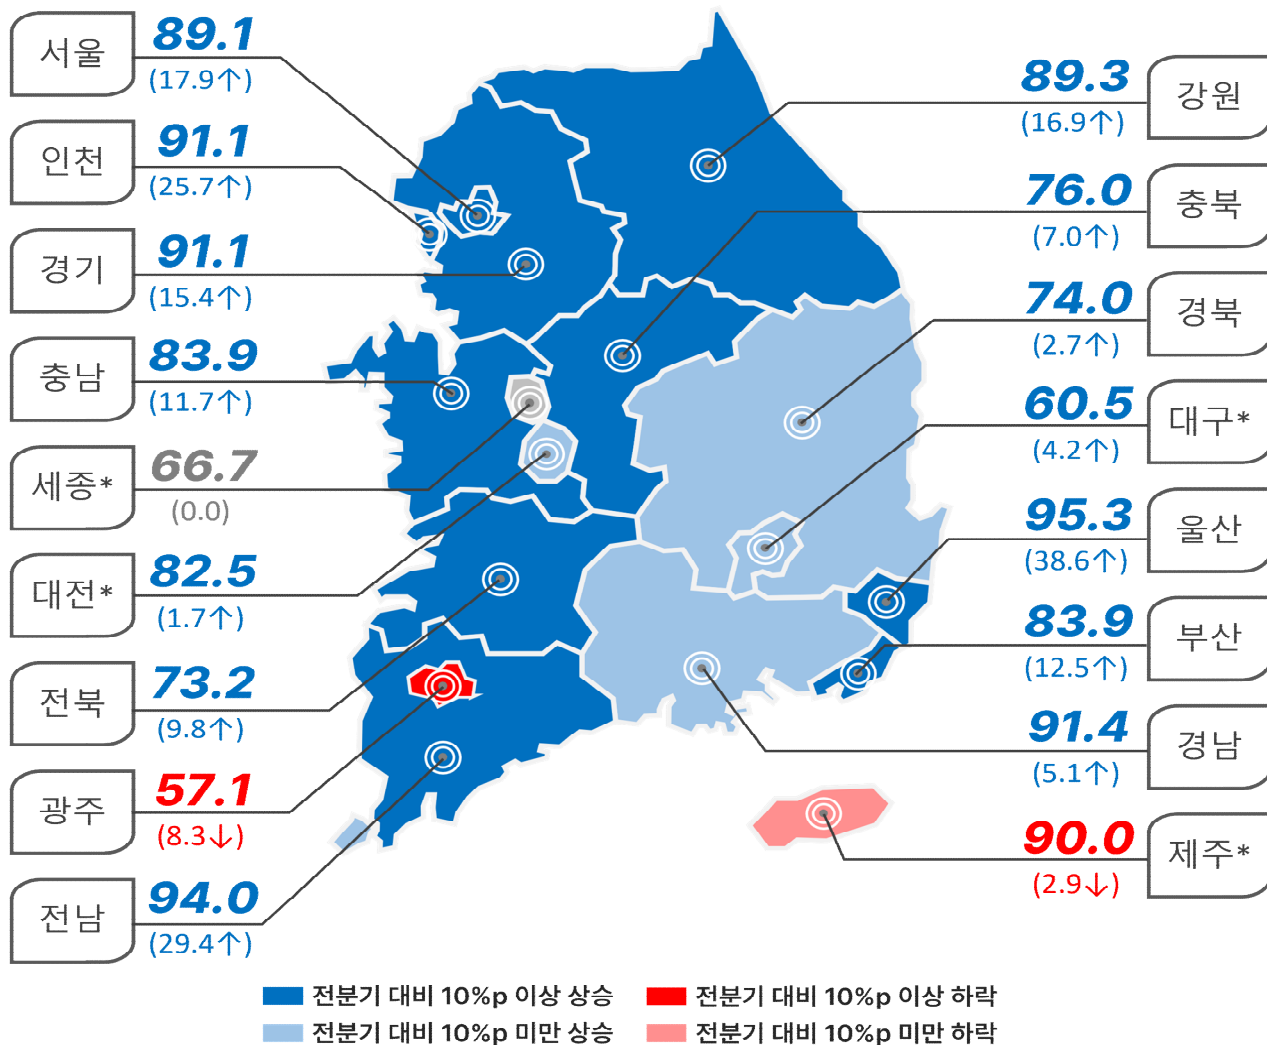 서울
89.1
(17.9↑)
인천
91.1
(25.7↑)
경기
91.1
(15.4↑)
충남
83.9
(11.7↑)
세종*
66.7
(0.0)
대전*
82.5
(1.7↑)
전북
73.2
(9.8↑)
광주
57.1
(8.3↓)
전남
94.0
(29.4↑)
89.3
(16.9↑)
강원
76.0
(7.0↑)
충북
74.0
(2.7↑)
경북
60.5
(4.2↑)
대구*
95.3
(38.6↑)
울산
83.9
(12.5↑)
부산
91.4
(5.1↑)
경남
90.0
(2.9↓)
제주*
전분기 대비 10%p 이상 상승
전분기 대비 10%p 이상 하락
전분기 대비 10%p 미만 상승
전분기 대비 10%p 미만 하락